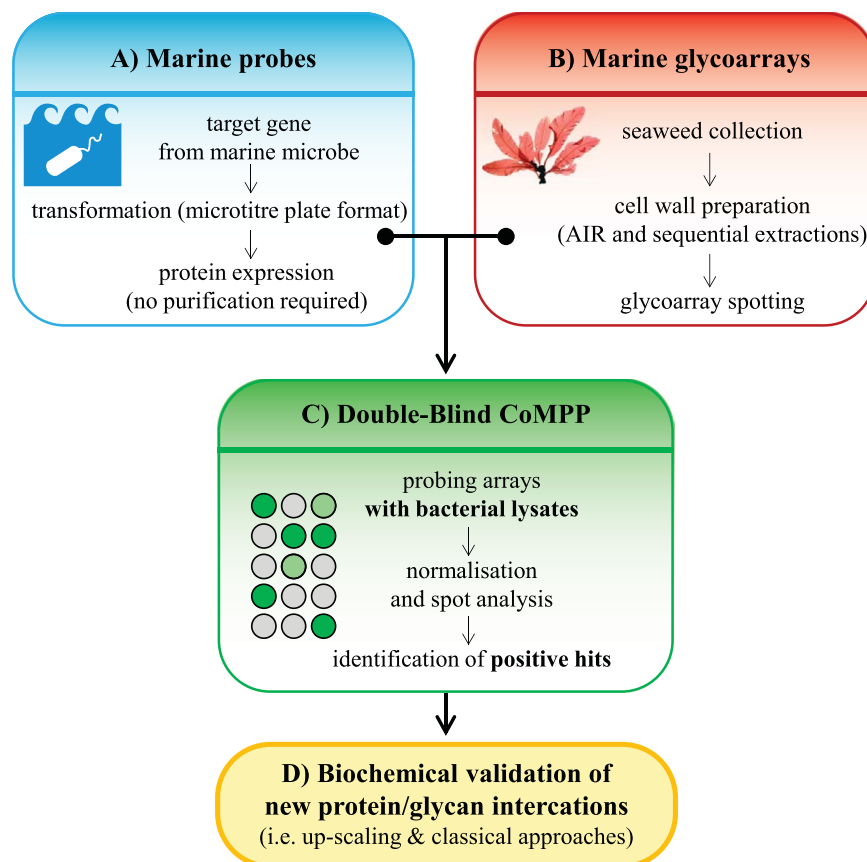 A) Marine probes
target gene
from marine microbe
transformation (microtitre plate format)
protein expression
(no purification required)
B) Marine glycoarrays
seaweed collection
cell wall preparation
(AIR and sequential extractions)
glycoarray spotting
C) Double-Blind CoMPP
probing arrays
with bacterial lysates
normalisation
and spot analysis
identification of positive hits
D) Biochemical validation of
new protein/glycan intercations
(i.e. up-scaling & classical approaches)